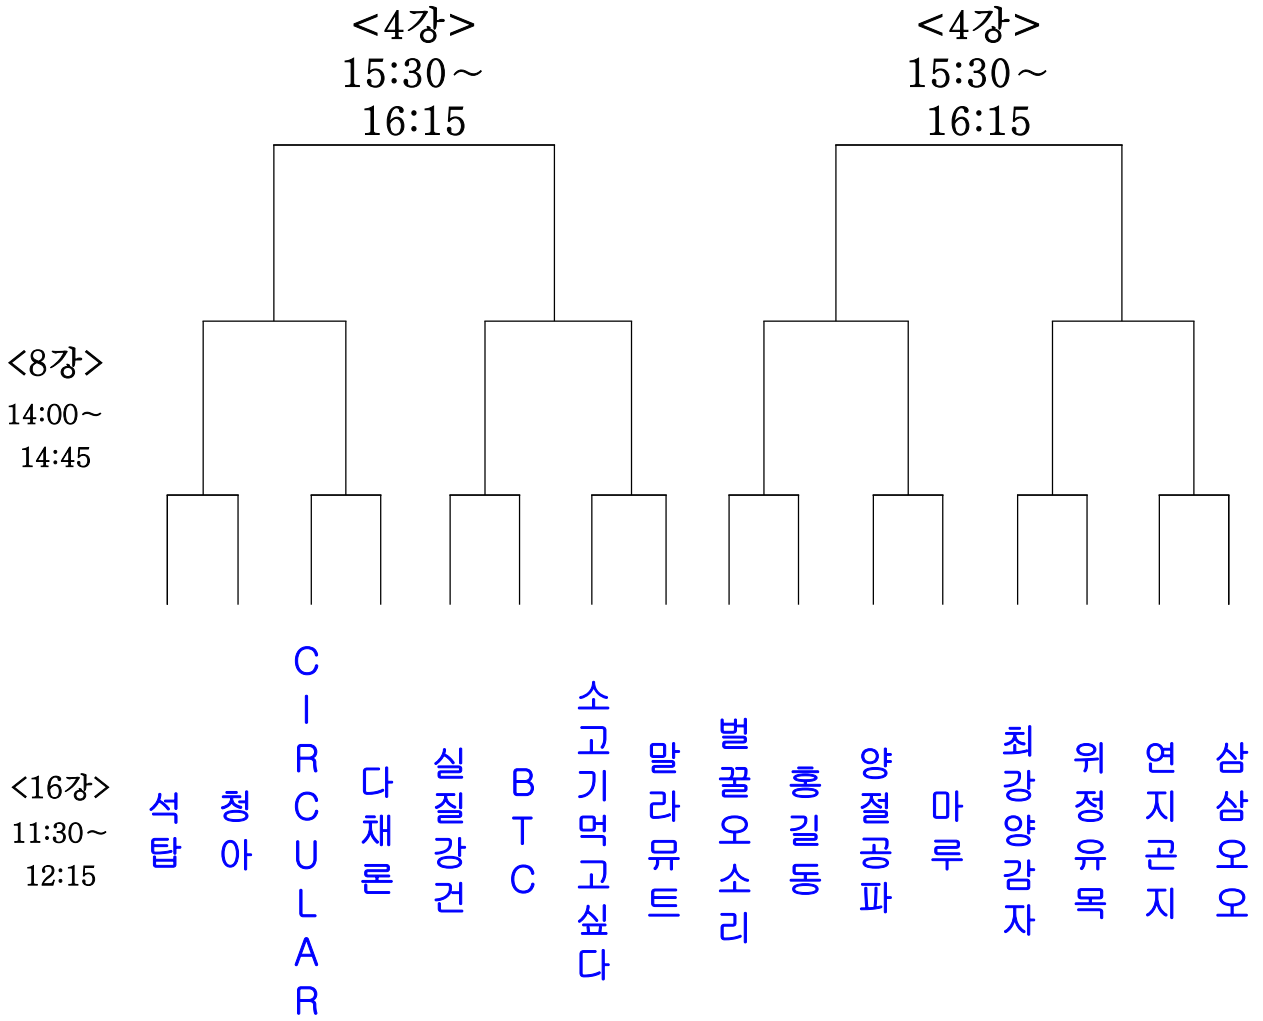 <4강>
15:30~
16:15
<4강>
15:30~
16:15
<8강>
14:00~
14:45
<16강>
11:30~
12:15
석탑
청아
CIRCULAR
다채론
실질강건
BTC
소고기먹고싶다
말라뮤트
벌꿀오소리
홍길동
양절공파
마루
최강양감자
위정유목
연지곤지
삼삼오오